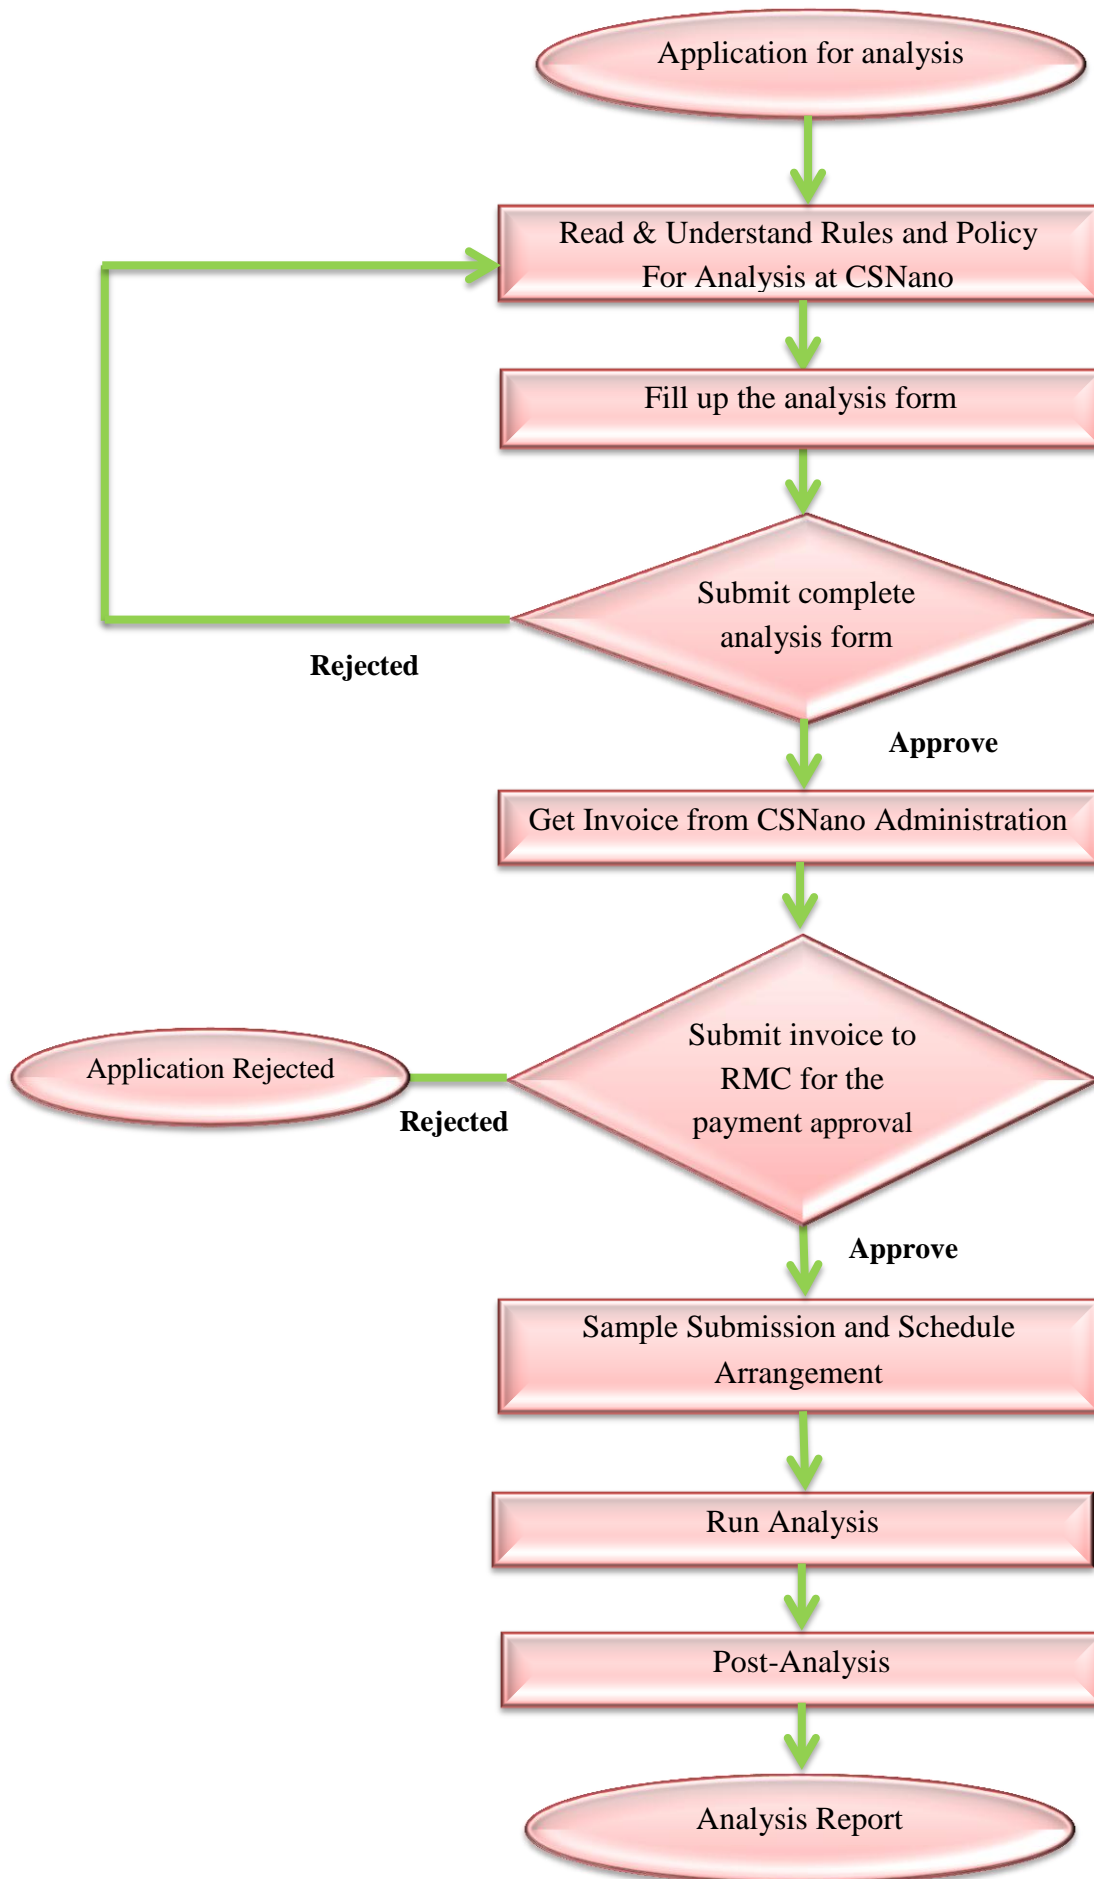 Application for analysis
Read & Understand Rules and Policy
For Analysis at CSNano
Fill up the analysis form
Submit complete
analysis form
Rejected
Approve
Get Invoice from CSNano Administration
Submit invoice to
RMC for the
payment approval
Application Rejected
Rejected
Approve
Sample Submission and Schedule
Arrangement
Run Analysis
Post-Analysis
Analysis Report